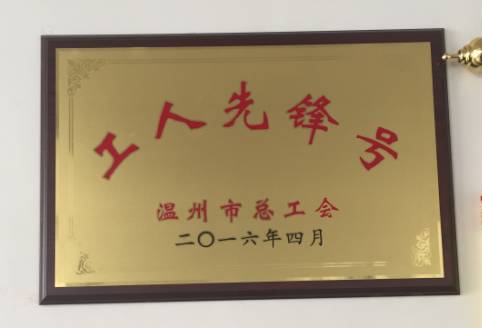 工人先锋号
温州市总工会
二〇一六年四月